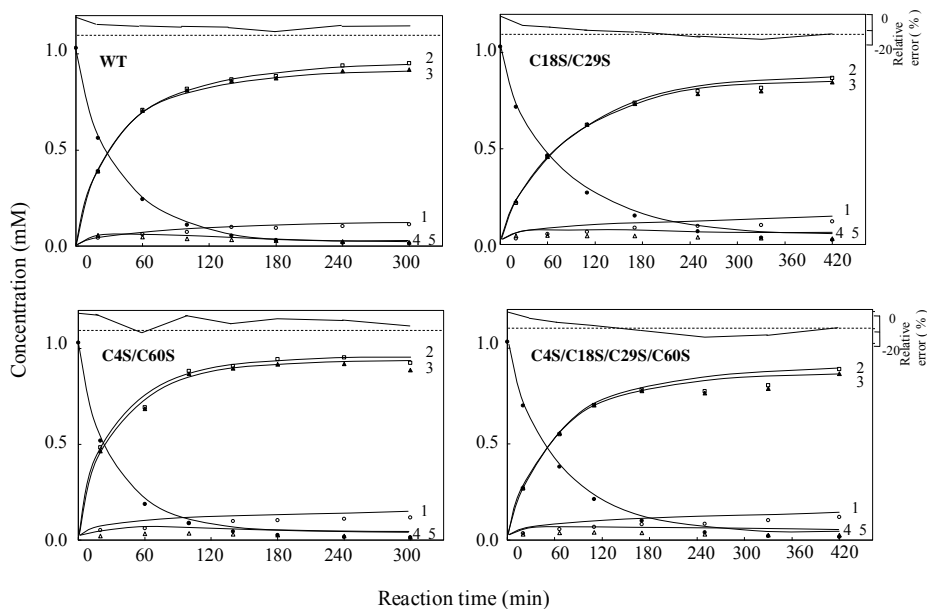 WT
1.0
0.5
0.0
2
3
1
4 5
0 60 120 180 240 300
C18S/C29S
1.0
0.5
0.0
2
3
1
4 5
0 60 120 180 240 300 360 420
0
-20
Relative
error ( % )
C4S/C60S
1.0
0.5
0.0
2
3
1
4 5
0 60 120 180 240 300
C4S/C18S/C29S/C60S
1.0
0.5
0.0
2
3
1
4 5
0 60 120 180 240 300 360 420
0
-20
Relative
error ( % )
Concentration (mM)
Reaction time (min)